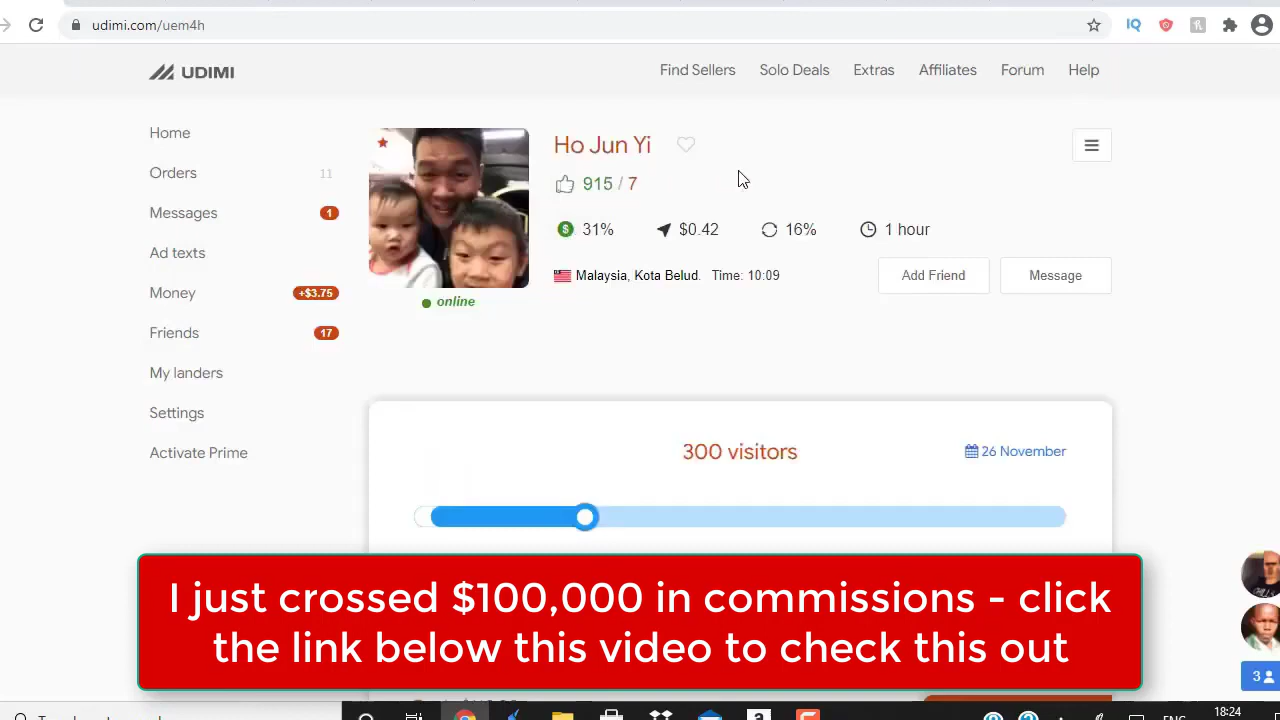 udimi.com/uem4h
IQ
UDIMI
Find Sellers Solo Deals Extras Affiliates Forum Help
Home
Orders 11
Messages 1
Ad texts
Money +$3.75
Friends 17
My landers
Settings
Activate Prime
Ho Jun Yi
915 / 7
31% $0.42 16% 1 hour
Malaysia, Kota Belud. Time: 10:09
Add Friend Message
online
300 visitors
26 November
I just crossed $100,000 in commissions - click
the link below this video to check this out
3
ENG
18:24